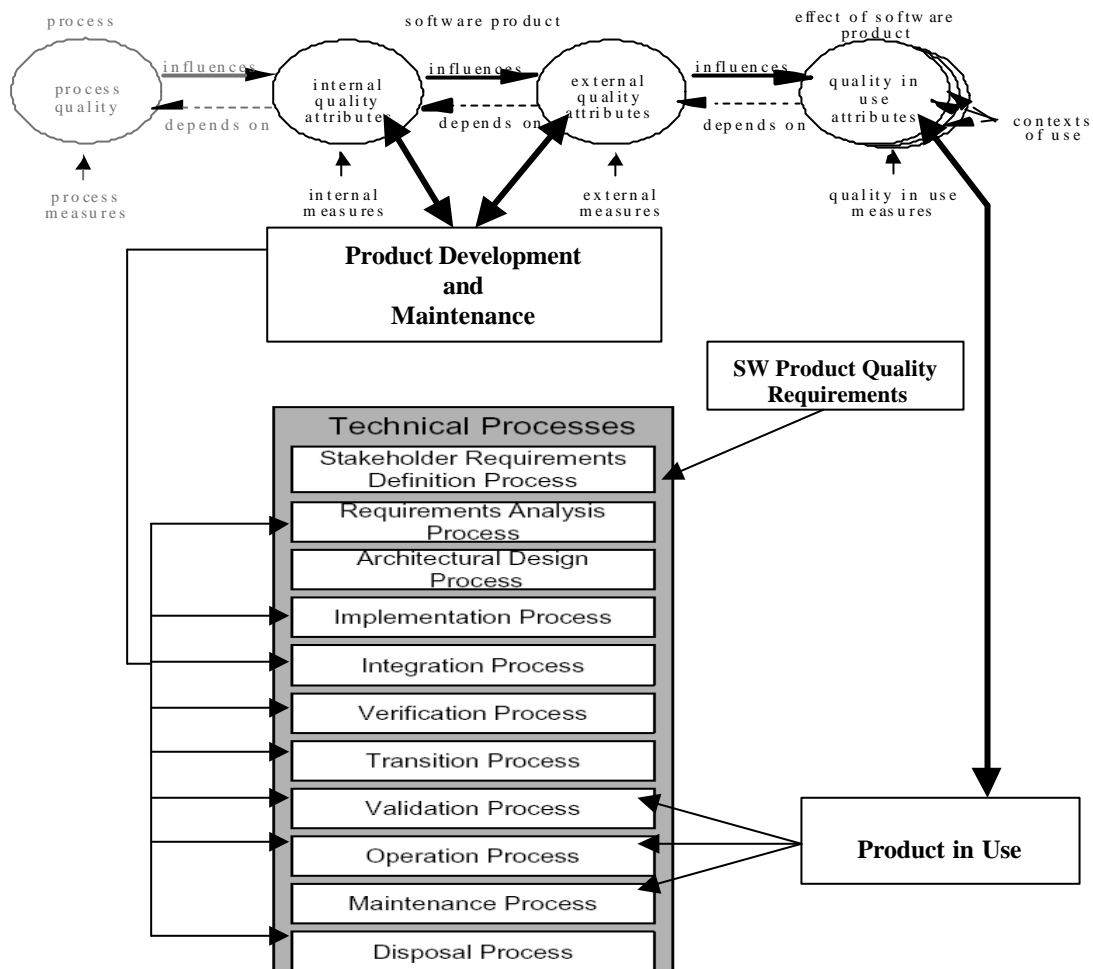 process
software product
effect of software
product
process
quality
influences
depends on
internal
quality
attributes
influences
depends on
external
quality
attributes
influences
depends on
quality in
use
attributes
contexts
of use
process
measures
internal
measures
external
measures
quality in use
measures
Product Development
and
Maintenance
SW Product Quality
Requirements
Technical Processes
Stakeholder Requirements
Definition Process
Requirements Analysis
Process
Architectural Design
Process
Implementation Process
Integration Process
Verification Process
Transition Process
Validation Process
Operation Process
Maintenance Process
Disposal Process
Product in Use